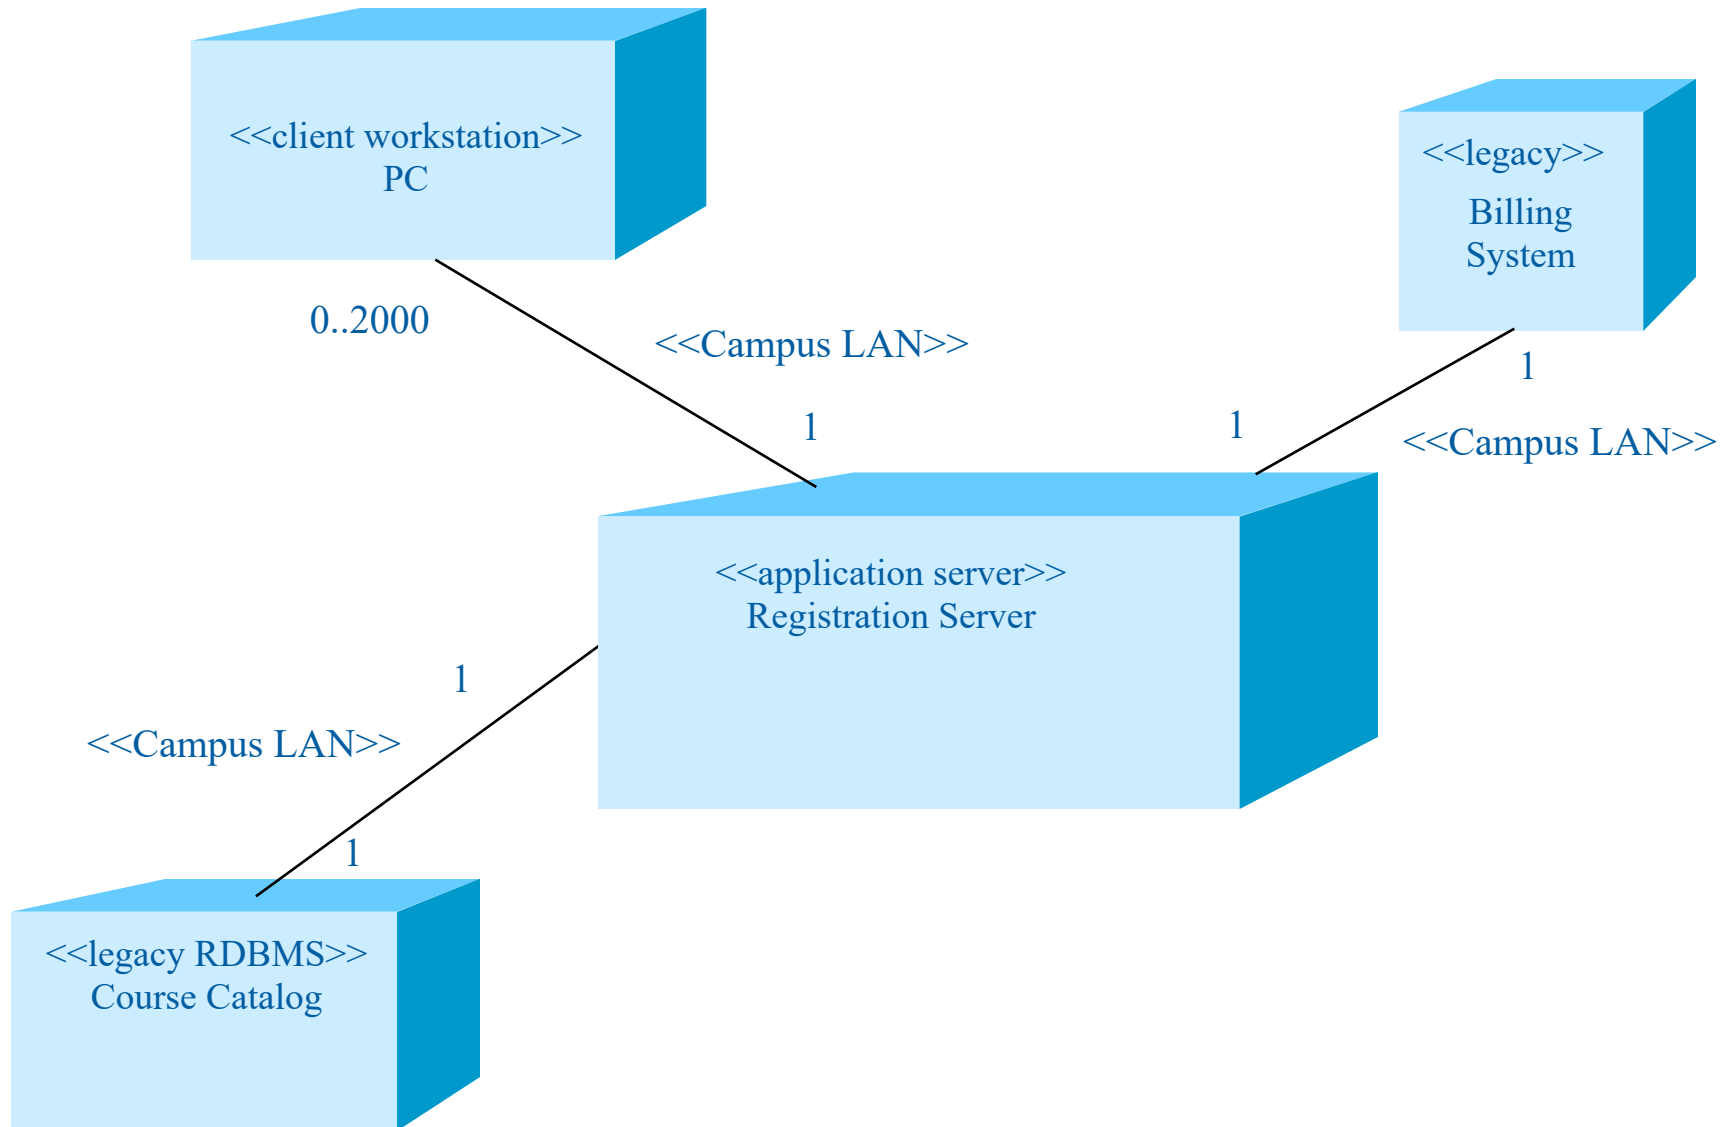 <<client workstation>>
PC
<<legacy>>
Billing
System
0..2000
<<Campus LAN>>
1
1
1
<<Campus LAN>>
<<application server>>
Registration Server
1
<<Campus LAN>>
1
<<legacy RDBMS>>
Course Catalog